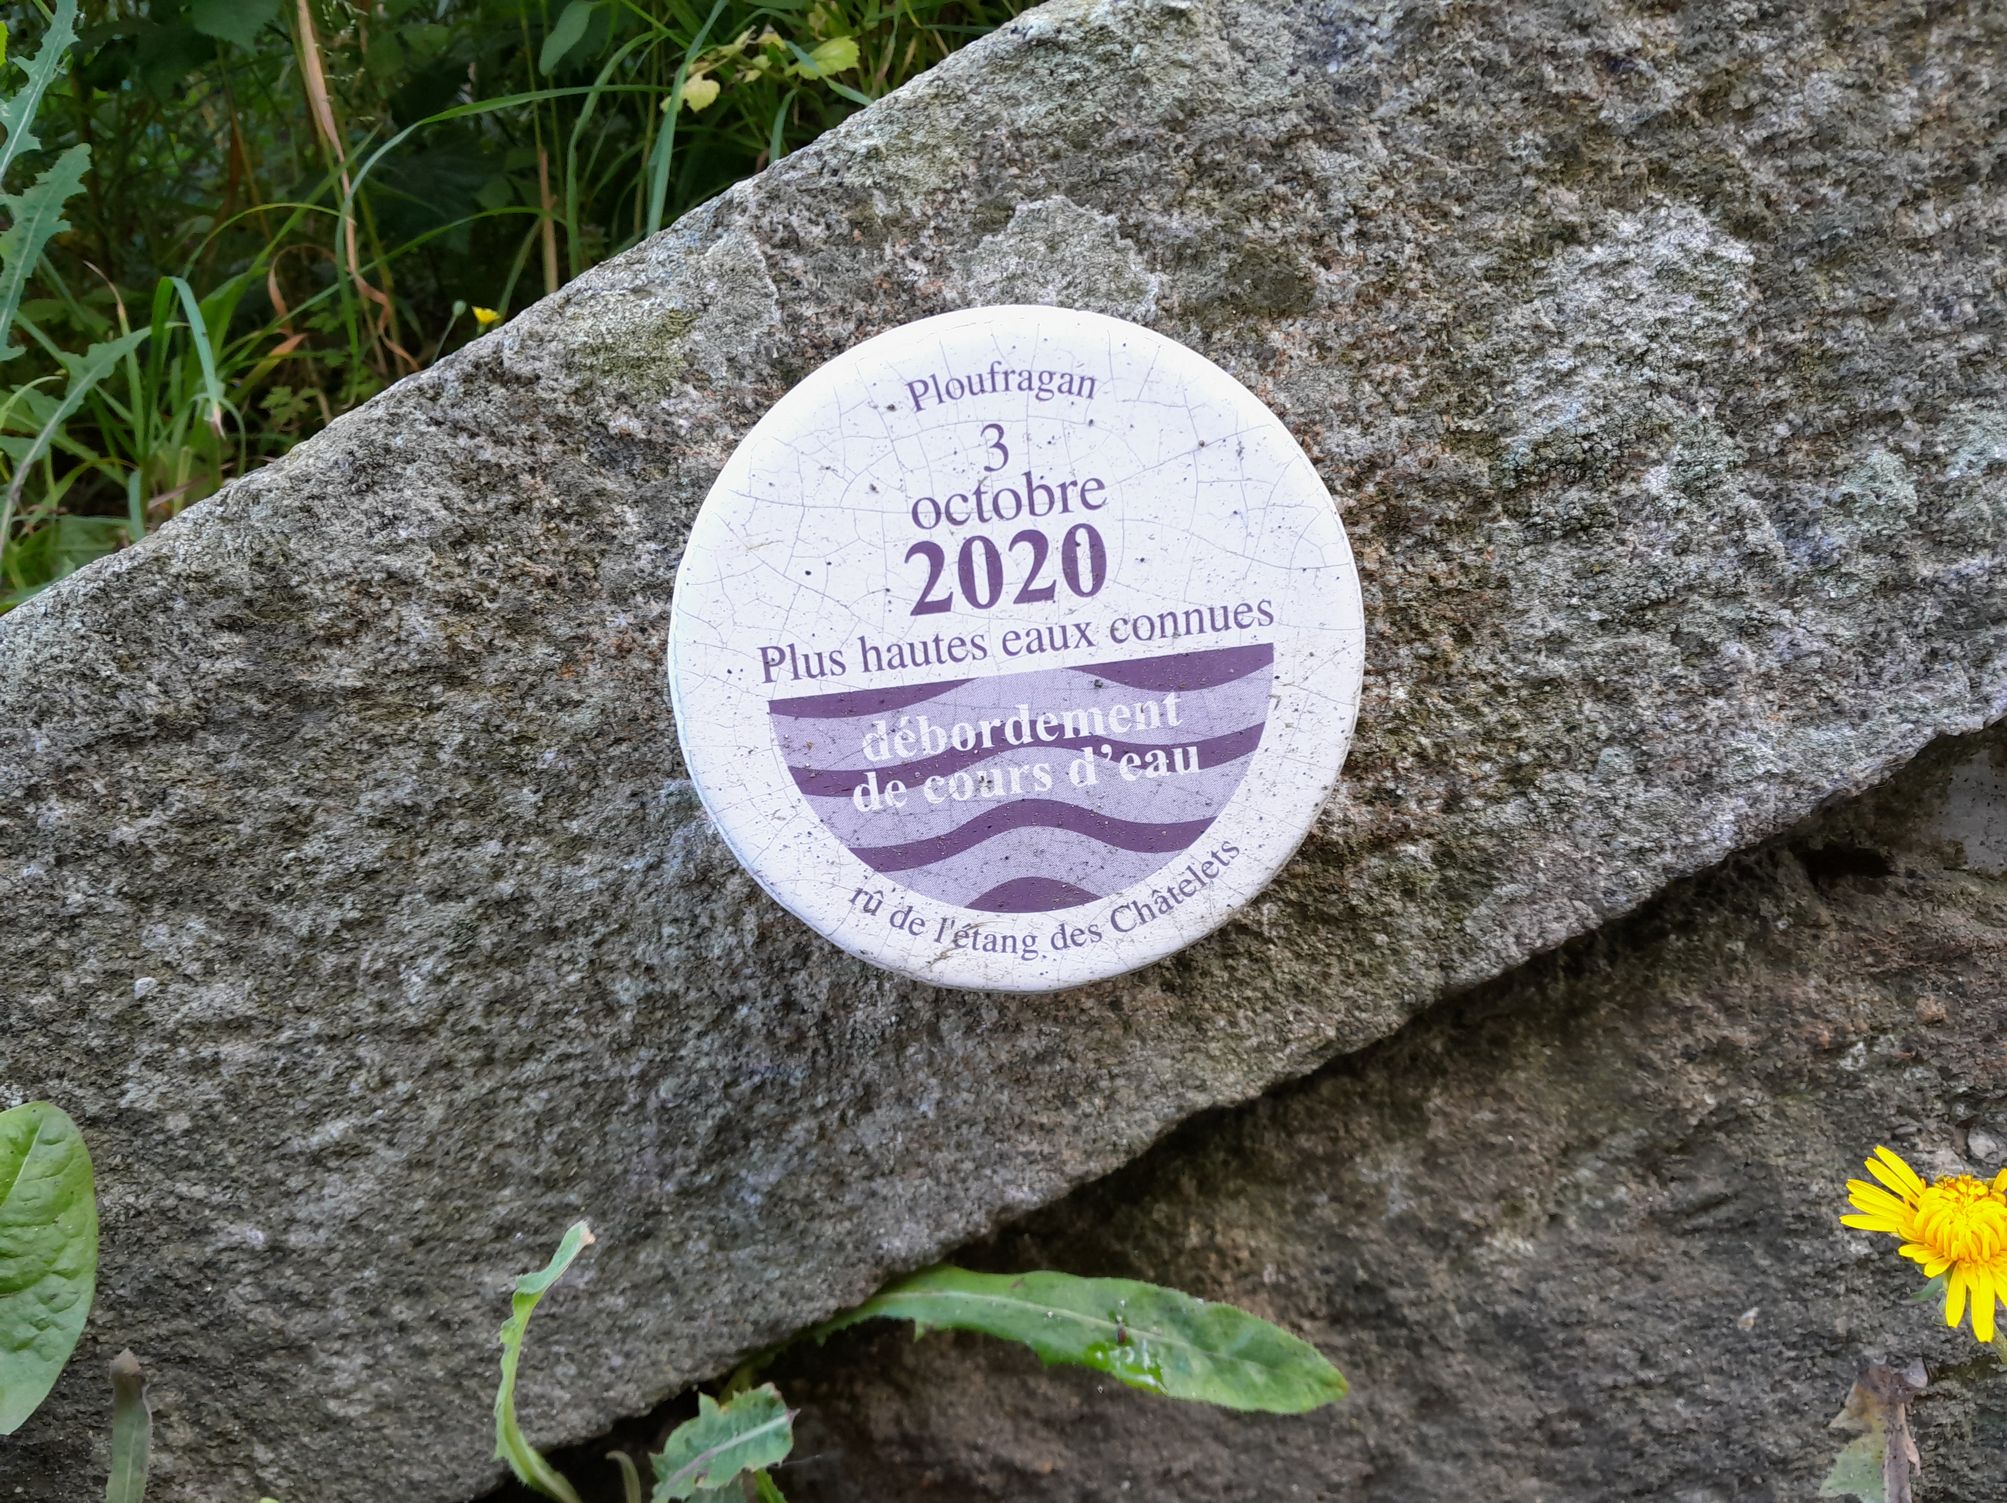 Ploufragan
3
octobre
2020
Plus hautes eaux connues
débordement
de cours d'eau
rû de l'étang des Châtelets